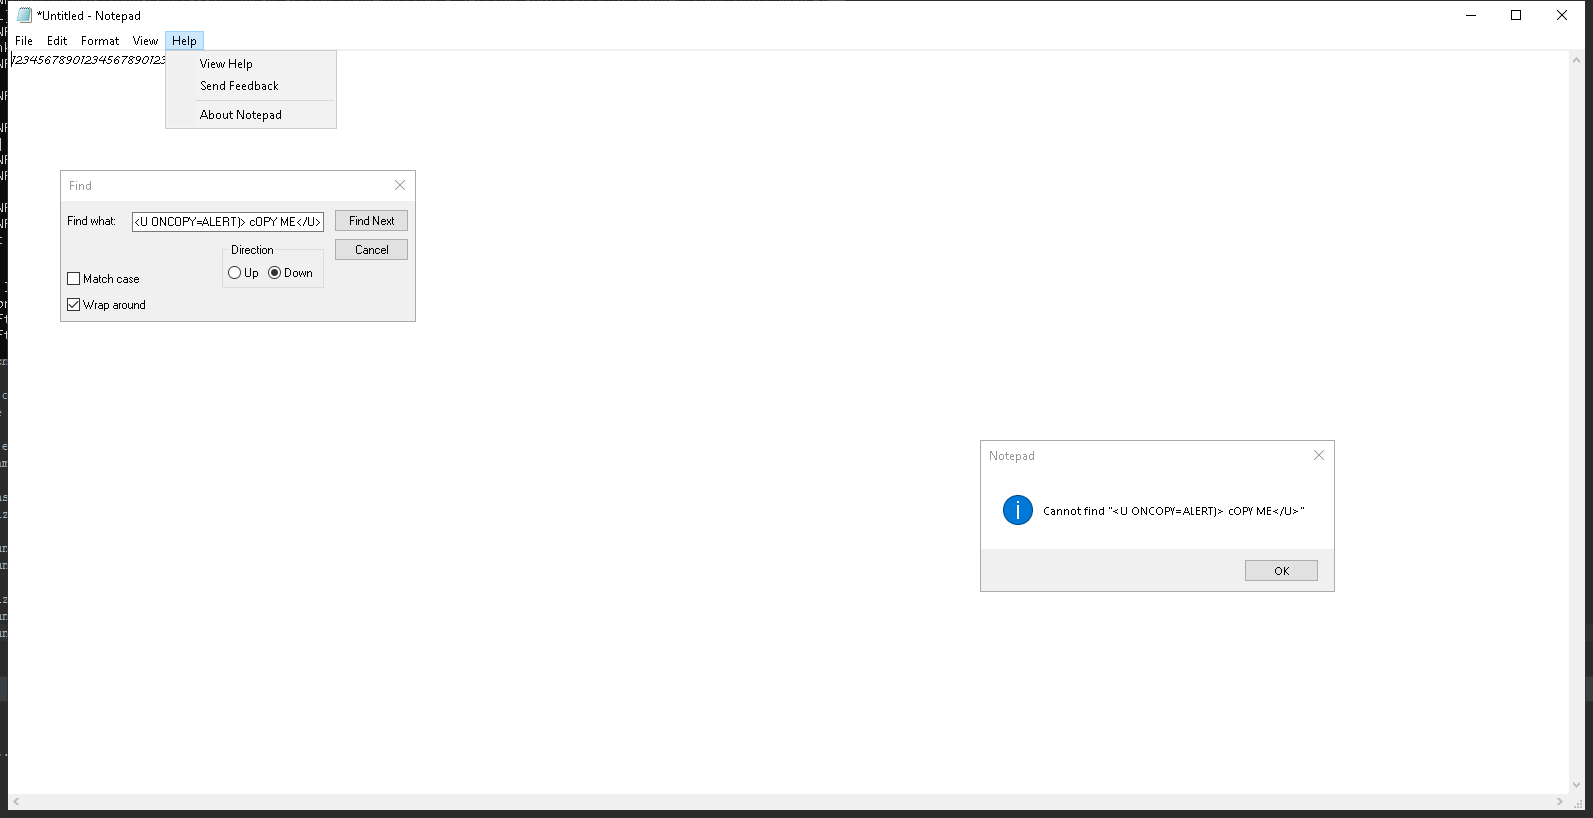 *Untitled - Notepad
File Edit Format View Help
12345678901234567890123
View Help
Send Feedback
About Notepad
Find
Find what: <U ONCOPY=ALERT)> cOPY ME</U> Find Next
Direction Cancel
Up Down
Match case
Wrap around
Notepad
Cannot find "<U ONCOPY=ALERT)> cOPY ME</U>"
OK